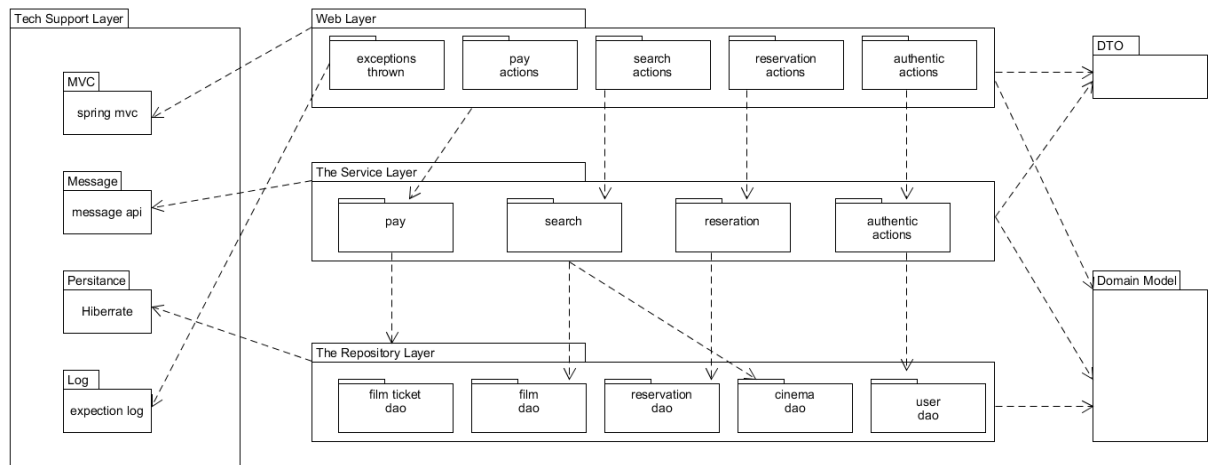 Tech Support Layer
MVC
spring mvc
Message
message api
Persitance
Hiberrate
Log
expection log
Web Layer
exceptions
thrown
pay
actions
search
actions
reservation
actions
authentic
actions
The Service Layer
pay
search
reseration
authentic
actions
The Repository Layer
film ticket
dao
film
dao
reservation
dao
cinema
dao
user
dao
DTO
Domain Model